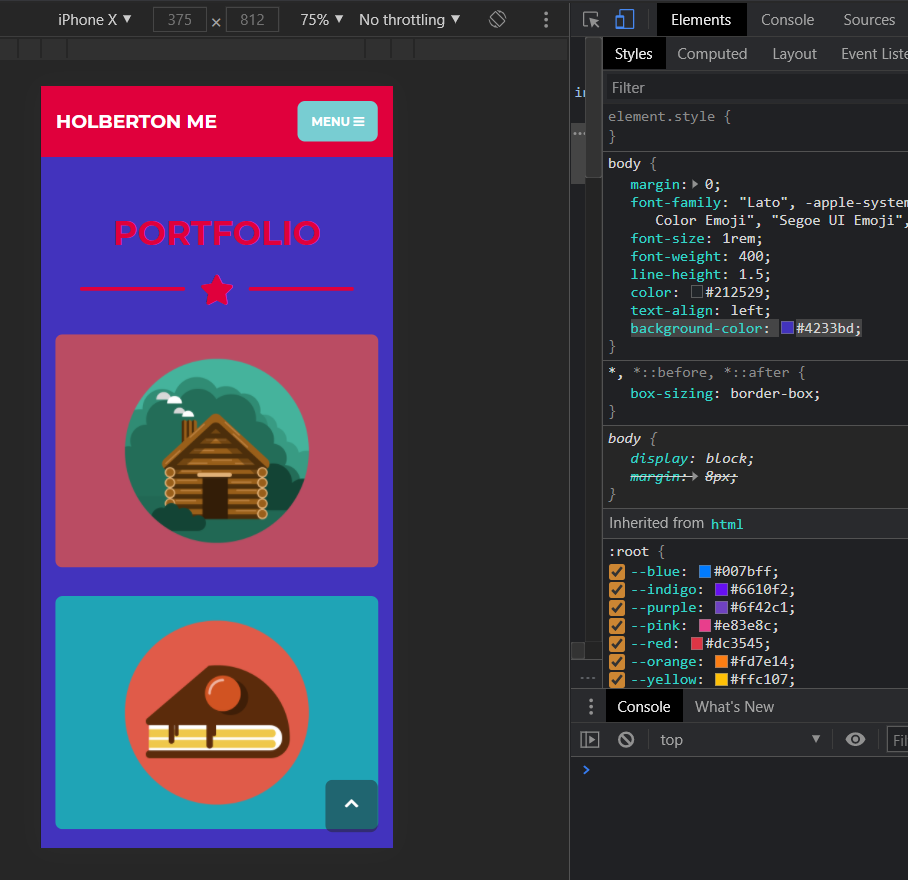 iPhone X ▼ 375 × 812 75% ▼ No throttling ▼
Elements Console Sources
Styles Computed Layout Event Liste
Filter
element.style {
}
body {
margin: 0;
font-family: "Lato", -apple-system
Color Emoji", "Segoe UI Emoji",
font-size: 1rem;
font-weight: 400;
line-height: 1.5;
color: #212529;
text-align: left;
background-color: #4233bd;
}
*, *::before, *::after {
box-sizing: border-box;
}
body {
display: block;
margin: 8px;
}
Inherited from html
:root {
--blue: #007bff;
--indigo: #6610f2;
--purple: #6f42c1;
--pink: #e83e8c;
--red: #dc3545;
--orange: #fd7e14;
--yellow: #ffc107;
Console What's New
top ▼ Fil
HOLBERTON ME
MENU
PORTFOLIO